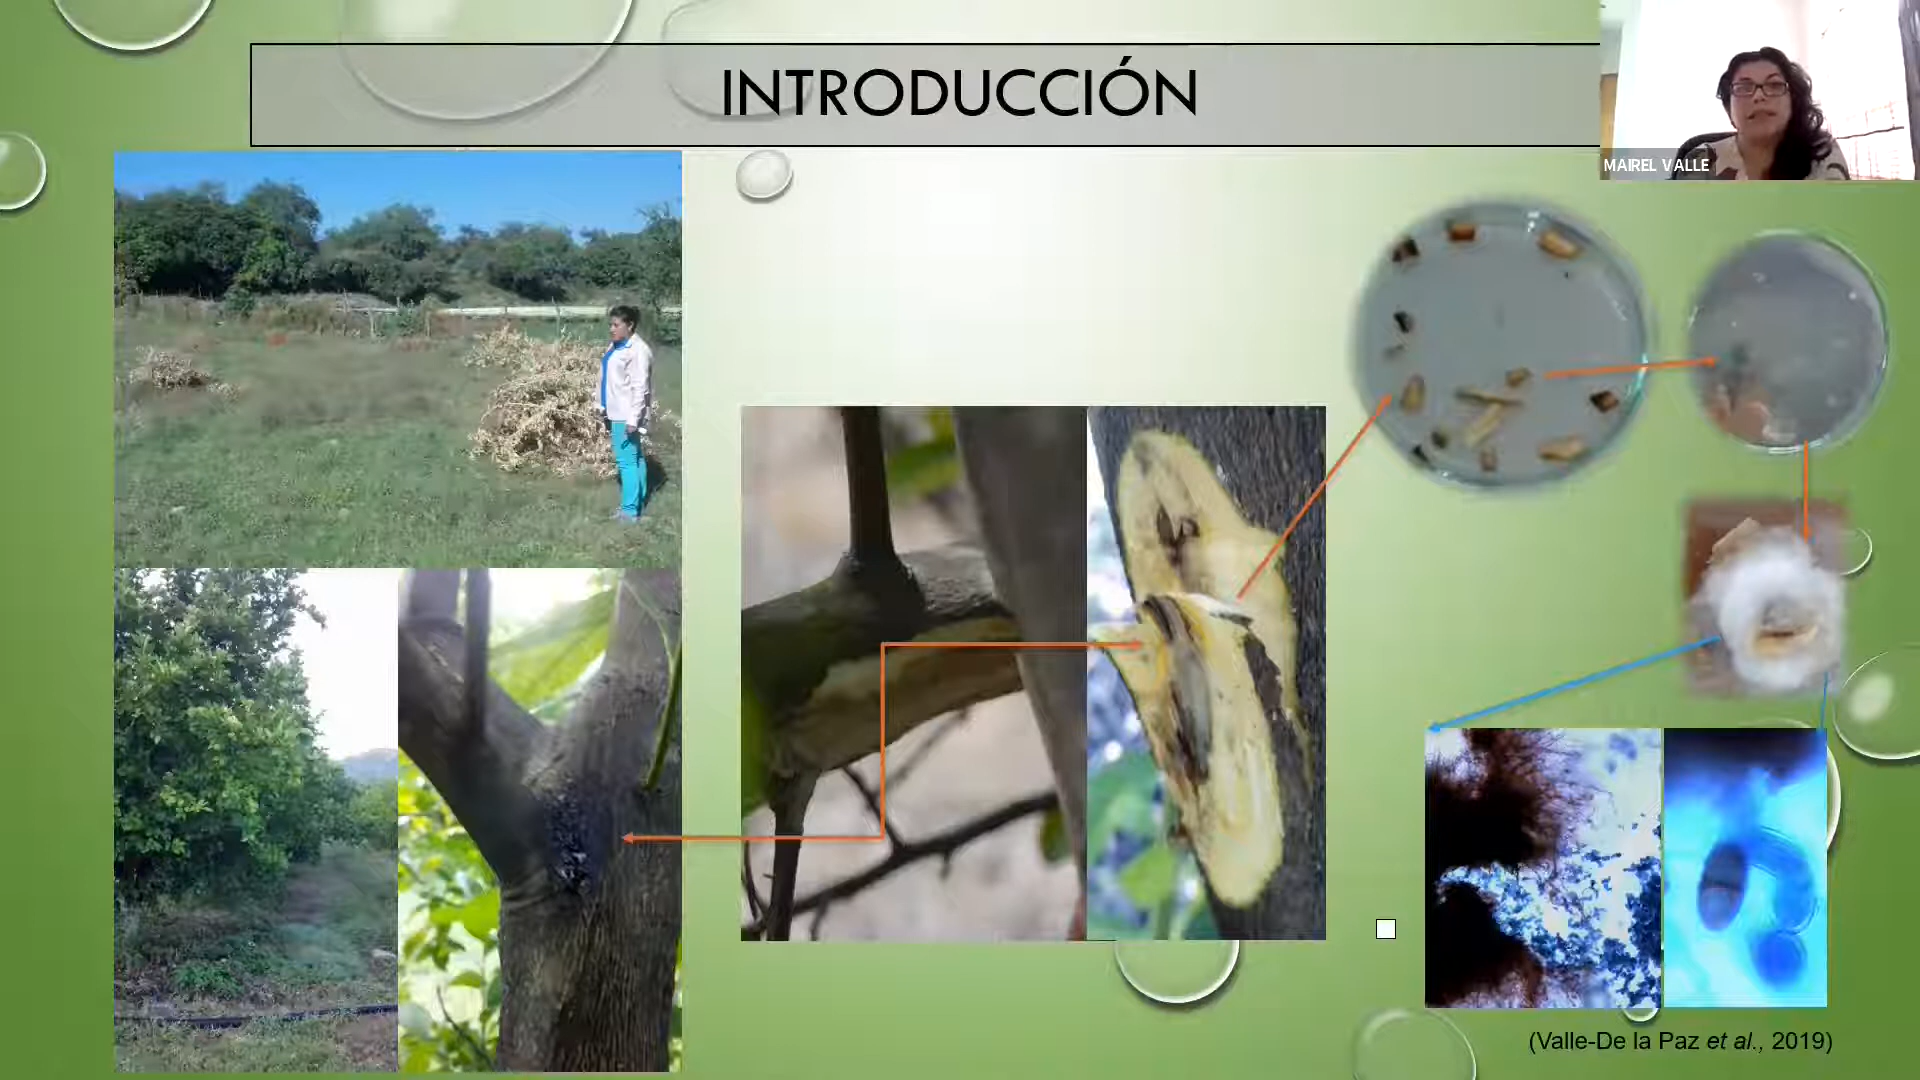 INTRODUCCIÓN
MAIREL VALLE
(Valle-De la Paz et al., 2019)